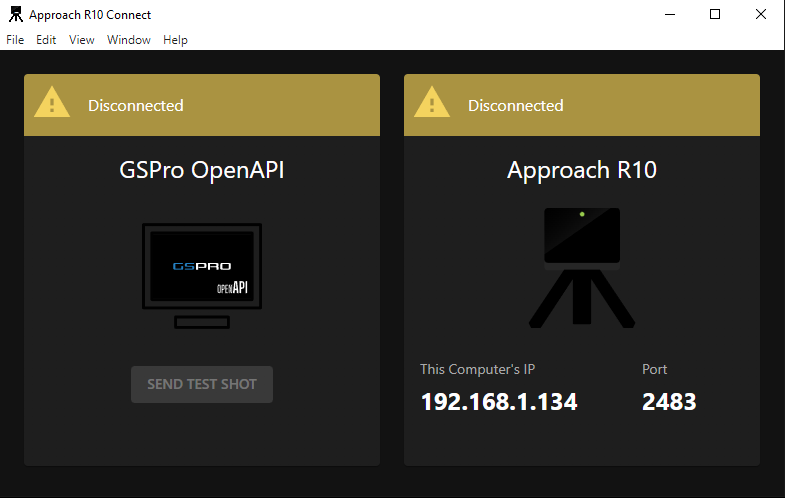 Approach R10 Connect
File Edit View Window Help
Disconnected
GSPro OpenAPI
GSPRO
OPENAPI
SEND TEST SHOT
Disconnected
Approach R10
This Computer's IP Port
192.168.1.134 2483